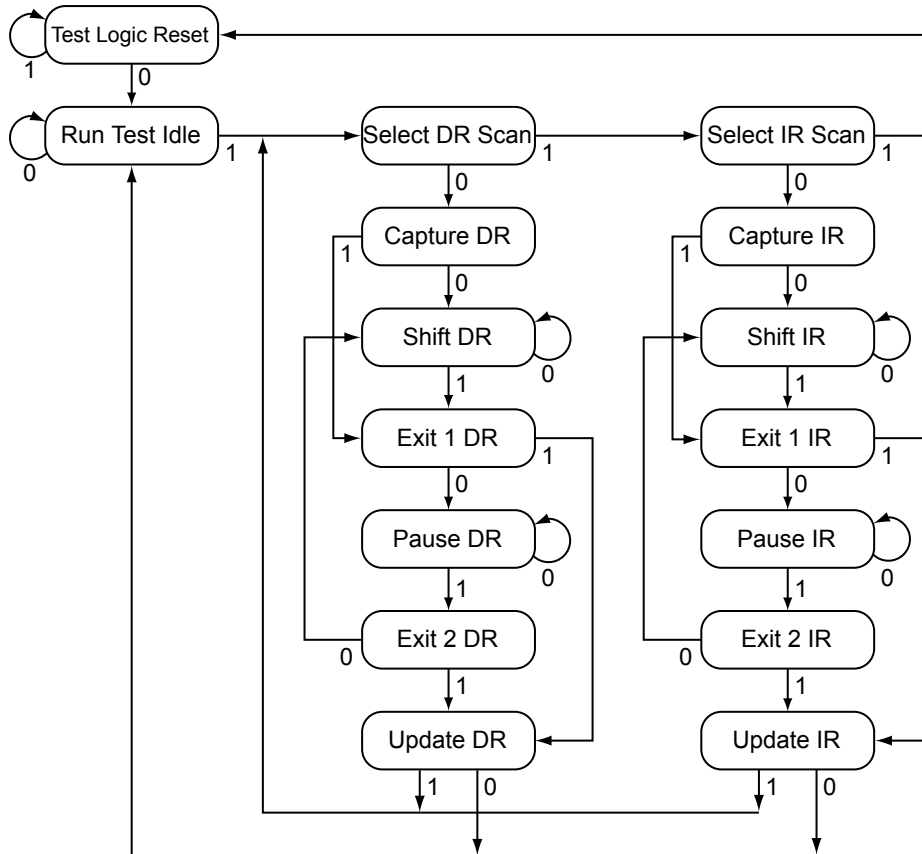 Test Logic Reset
1
0
Run Test Idle
0
1
Select DR Scan
1
Select IR Scan
1
0
0
Capture DR
1
Capture IR
1
0
0
Shift DR
0
Shift IR
0
1
1
Exit 1 DR
1
Exit 1 IR
1
0
0
Pause DR
0
Pause IR
0
1
1
Exit 2 DR
0
Exit 2 IR
0
1
1
Update DR
Update IR
1
0
1
0